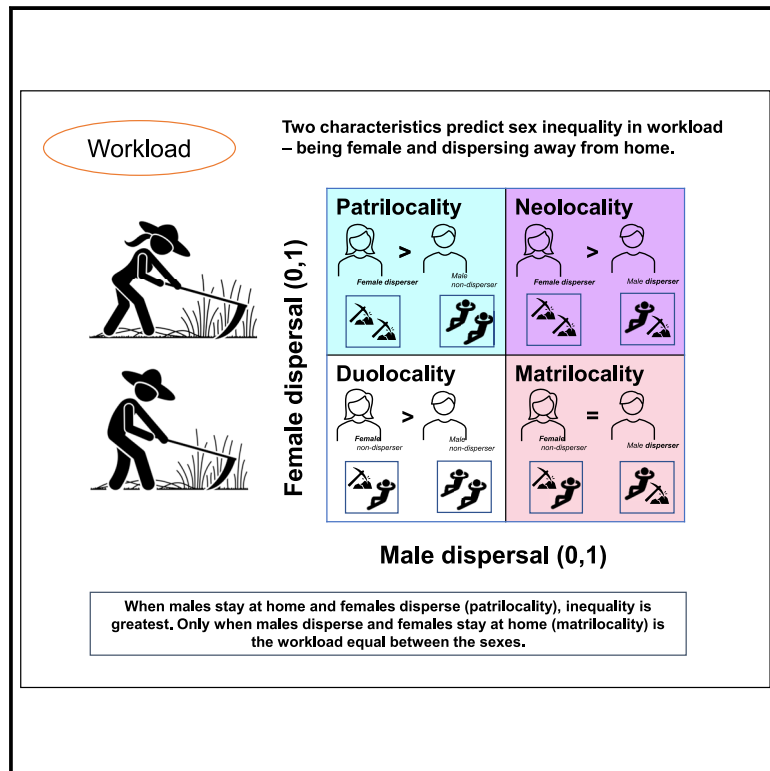 Workload
Two characteristics predict sex inequality in workload
– being female and dispersing away from home.
Female dispersal (0,1)
Patrilocality
>
Female disperser
Male
non-disperser
Neolocality
>
Female disperser
Male disperser
Duolocality
>
Female
non-disperser
Male
non-disperser
Matrilocality
=
Female
non-disperser
Male disperser
Male dispersal (0,1)
When males stay at home and females disperse (patrilocality), inequality is
greatest. Only when males disperse and females stay at home (matrilocality) is
the workload equal between the sexes.